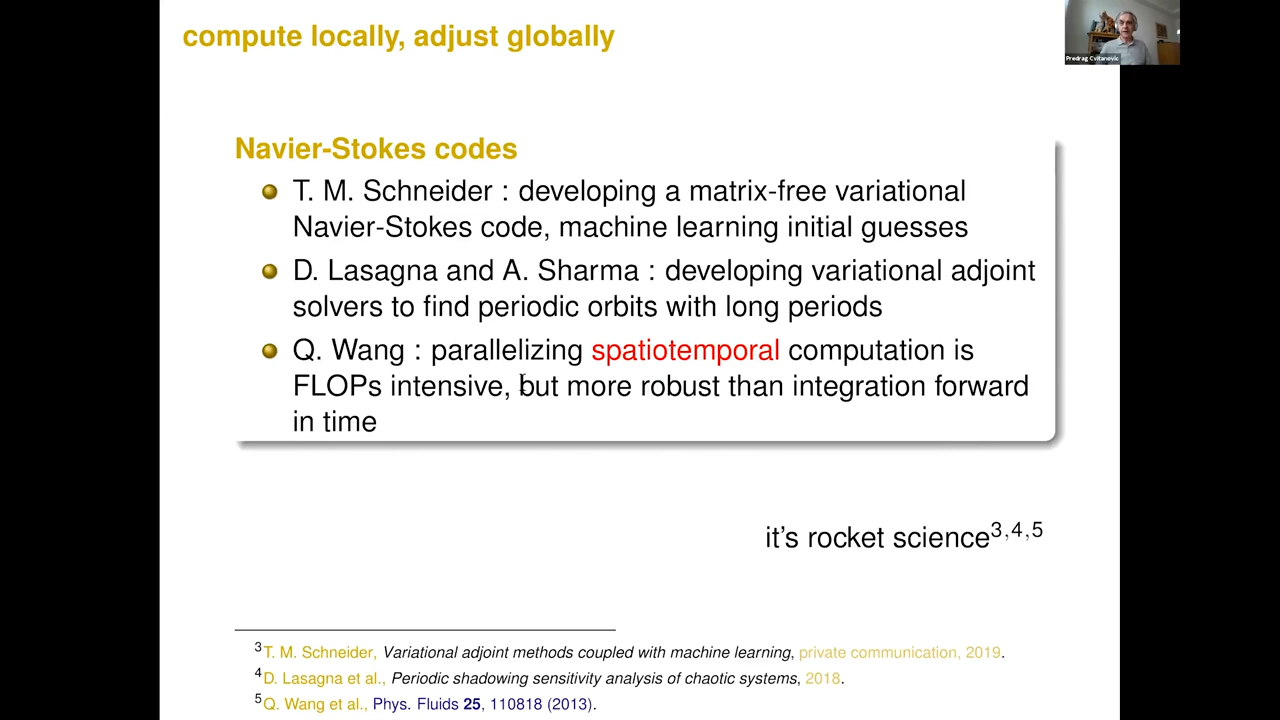 compute locally, adjust globally
Predrag Cvitanovic
Navier-Stokes codes
T. M. Schneider : developing a matrix-free variational
Navier-Stokes code, machine learning initial guesses
D. Lasagna and A. Sharma : developing variational adjoint
solvers to find periodic orbits with long periods
Q. Wang : parallelizing spatiotemporal computation is
FLOPs intensive, but more robust than integration forward
in time
it's rocket science3,4,5
3T. M. Schneider, Variational adjoint methods coupled with machine learning, private communication, 2019.
4D. Lasagna et al., Periodic shadowing sensitivity analysis of chaotic systems, 2018.
5Q. Wang et al., Phys. Fluids 25, 110818 (2013).